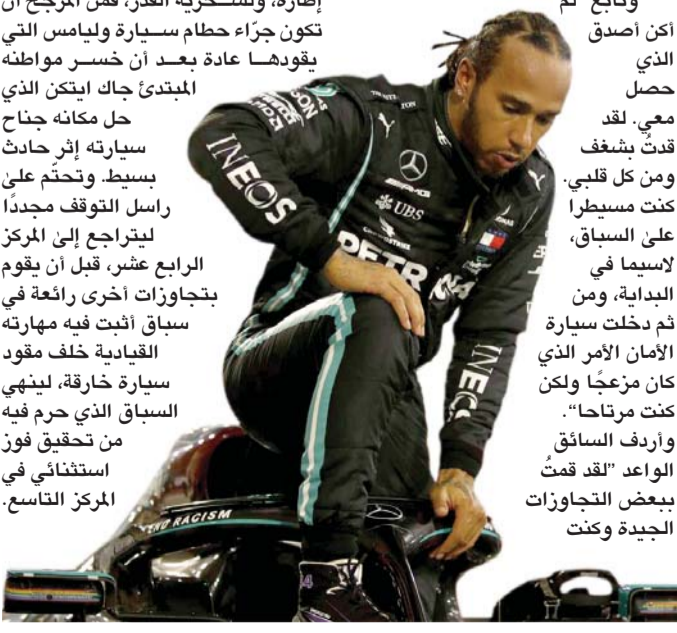 وتابع "لم
أكن أصدق
الذي
حصل
معي. لقد
قدتُ بشغف
ومن كل قلبي.
كنت مسيطرا
على السباق،
لاسيما في
البداية، ومن
ثم دخلت سيارة
الأمان الأمر الذي
كان مزعجًا ولكن
كنت مرتاحا“.
وأردف السائق
الواعد ”لقد قمتُ
ببعض التجاوزات
الجيدة وكنت
إطاره، ولسخرية القدر، فمن المرجح أن
تكون جرّاء حطام سيارة وليامس التي
يقودها عادة بعد أن خسر مواطنه
المبتدئ جاك ايتكن الذي
حل مكانه جناح
سيارته إثر حادث
بسيط. وتحتّم على
راسل التوقف مجددًا
ليتراجع إلى المركز
الرابع عشر، قبل أن يقوم
بتجاوزات أخرى رائعة في
سباق أثبت فيه مهارته
القيادية خلف مقود
سيارة خارقة، لينهي
السباق الذي حرم فيه
من تحقيق فوز
استثنائي في
المركز التاسع.
INEOS
AMG
UBS
INEOS
RACISM